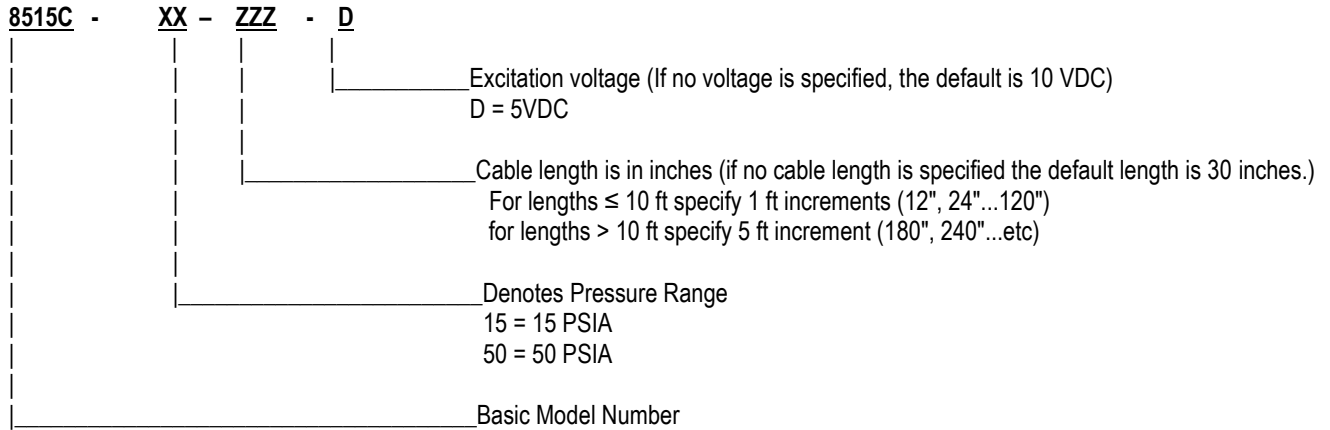 8515C - XX – ZZZ - D
Excitation voltage (If no voltage is specified, the default is 10 VDC)
D = 5VDC
Cable length is in inches (if no cable length is specified the default length is 30 inches.)
For lengths ≤ 10 ft specify 1 ft increments (12", 24"...120")
for lengths > 10 ft specify 5 ft increment (180", 240"...etc)
Denotes Pressure Range
15 = 15 PSIA
50 = 50 PSIA
Basic Model Number